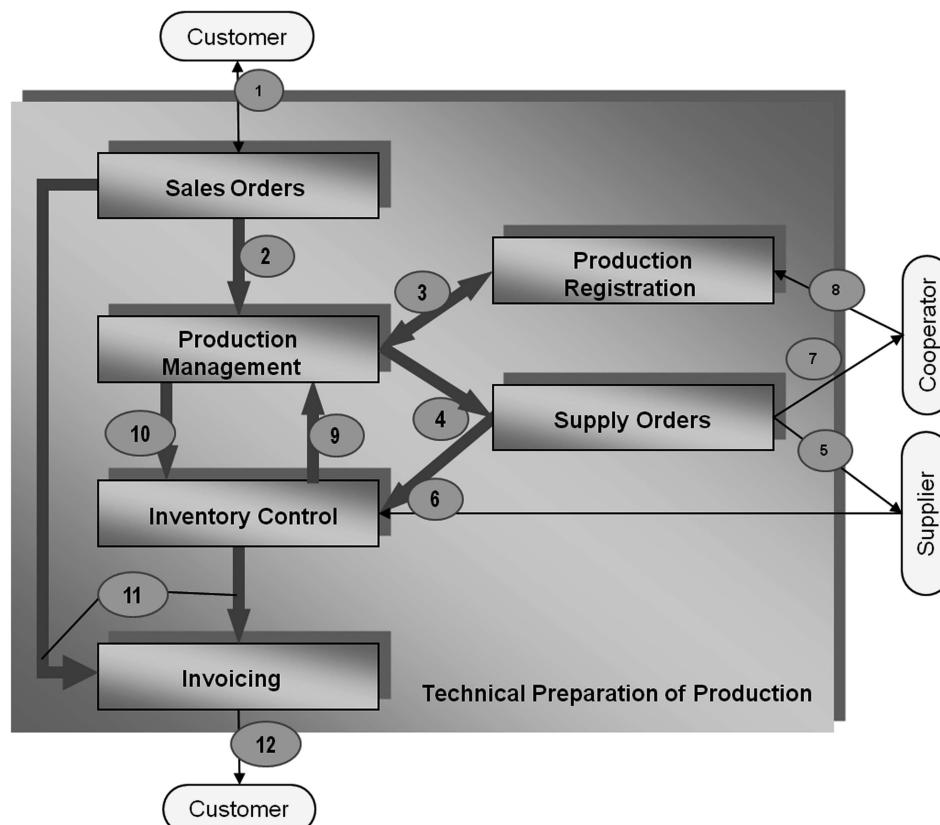 Customer
1
Sales Orders
2
Production
Registration
3
8
Cooperator
Production
Management
7
4
Supply Orders
10
9
5
6
Inventory Control
Supplier
11
Invoicing
Technical Preparation of Production
12
Customer